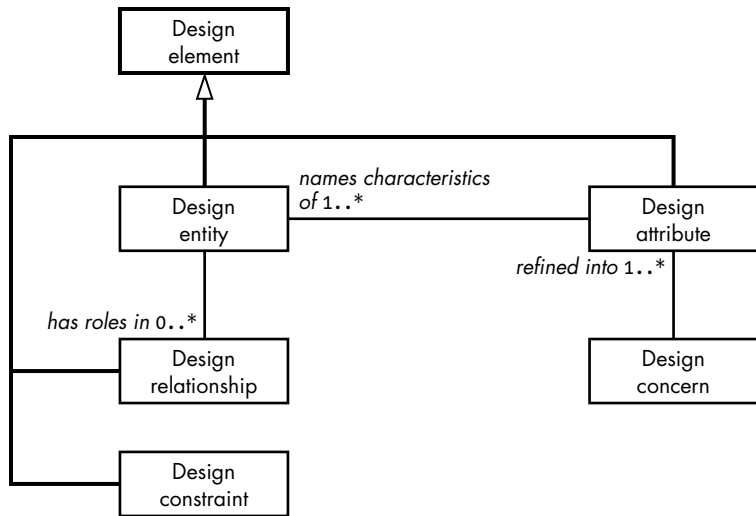 Design
element
names characteristics
of 1..*
Design
entity
Design
attribute
refined into 1..*
has roles in 0..*
Design
relationship
Design
concern
Design
constraint